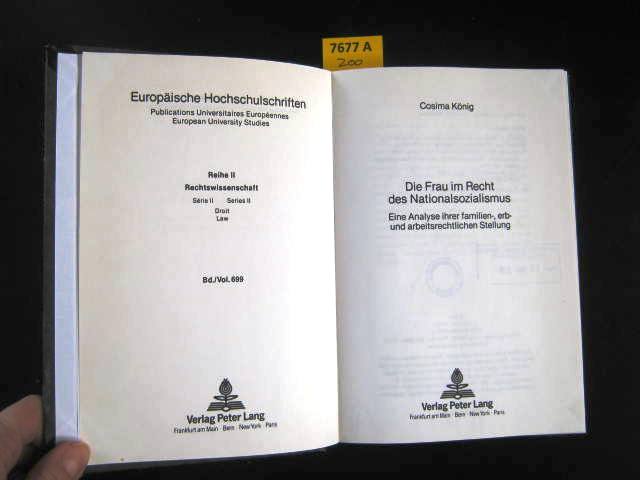 7677 A
200
Europäische Hochschulschriften
Publications Universitaires Européennes
European University Studies
Reihe II
Rechtswissenschaft
Série II Series II
Droit
Law
Bd./Vol. 699
Verlag Peter Lang
Frankfurt am Main · Bern · New York · Paris
Cosima König
Die Frau im Recht
des Nationalsozialismus
Eine Analyse ihrer familien-, erb-
und arbeitsrechtlichen Stellung
Verlag Peter Lang
Frankfurt am Main · Bern · New York · Paris